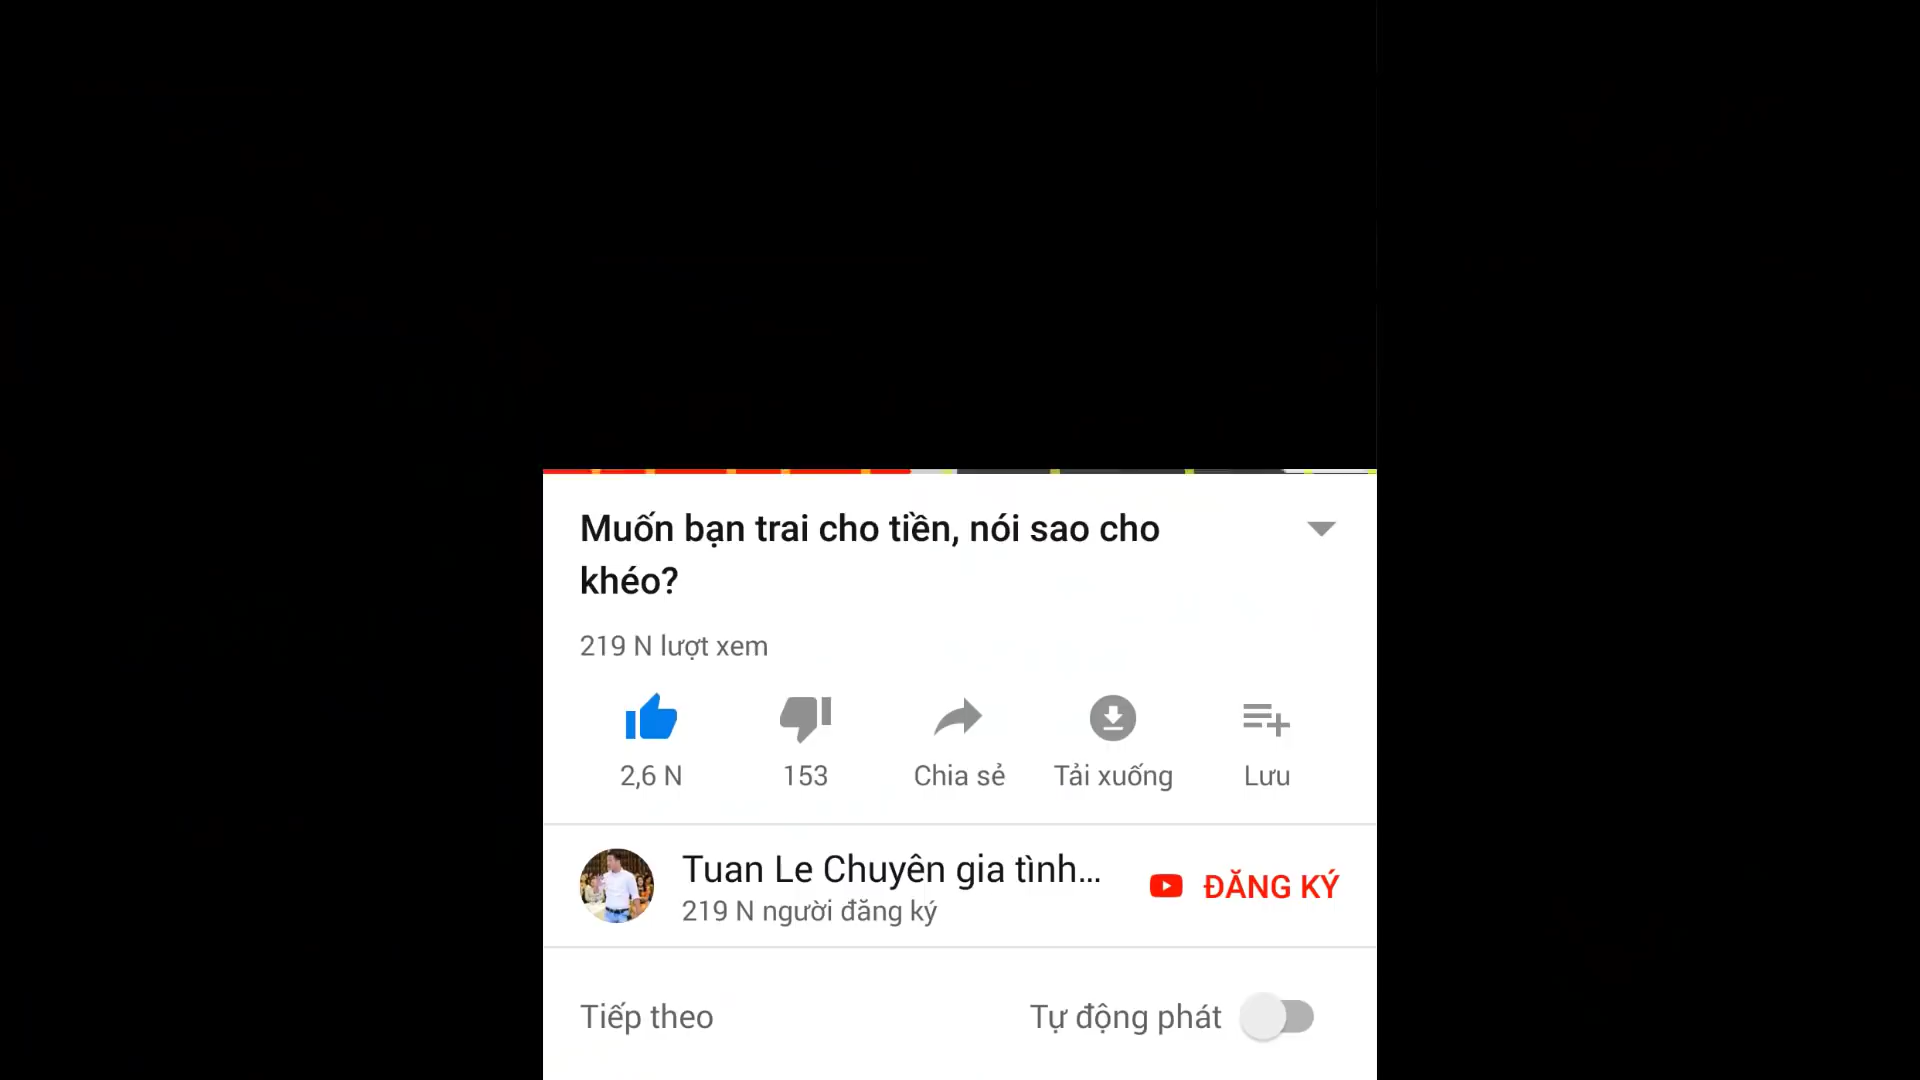 Muốn bạn trai cho tiền, nói sao cho
khéo?
219 N lượt xem
2,6 N
153
Chia sẻ
Tải xuống
Lưu
Tuan Le Chuyên gia tình...
219 N người đăng ký
ĐĂNG KÝ
Tiếp theo
Tự động phát